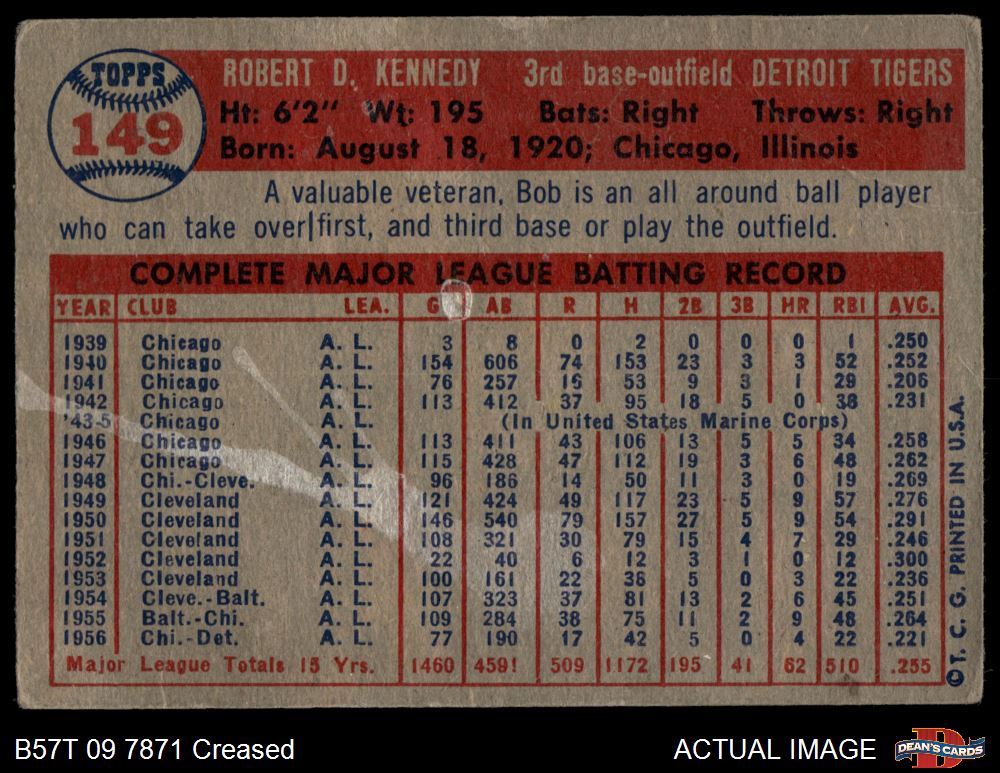 TOPPS
149
ROBERT D. KENNEDY 3rd base-outfield DETROIT TIGERS
Ht: 6'2" Wt: 195 Bats: Right Throws: Right
Born: August 18, 1920; Chicago, Illinois
A valuable veteran, Bob is an all around ball player
who can take over first, and third base or play the outfield.
COMPLETE MAJOR LEAGUE BATTING RECORD
YEAR CLUB LEA. G AB R H 2B 3B HR RBI AVG.
1939 Chicago A. L. 3 8 0 2 0 0 0 1 .250
1940 Chicago A. L. 154 606 74 153 23 3 3 52 .252
1941 Chicago A. L. 76 257 16 53 9 3 1 29 .206
1942 Chicago A. L. 113 412 37 95 18 5 0 38 .231
'43-5 Chicago A. L. (In United States Marine Corps)
1946 Chicago A. L. 113 411 43 106 13 5 5 34 .258
1947 Chicago A. L. 115 428 47 112 19 3 6 48 .262
1948 Chi.-Cleve. A. L. 96 186 14 50 11 3 0 19 .269
1949 Cleveland A. L. 121 424 49 117 23 5 9 57 .276
1950 Cleveland A. L. 146 540 79 157 27 5 9 54 .291
1951 Cleveland A. L. 108 321 30 79 15 4 7 29 .246
1952 Cleveland A. L. 22 40 6 12 3 1 0 12 .300
1953 Cleveland A. L. 100 161 22 38 5 0 3 22 .236
1954 Cleve.-Balt. A. L. 107 323 37 81 13 2 6 45 .251
1955 Balt.-Chi. A. L. 109 284 38 75 11 2 9 48 .264
1956 Chi.-Det. A. L. 77 190 17 42 5 0 4 22 .221
Major League Totals 15 Yrs. 1460 4591 509 1172 195 41 62 510 .255
©T. C. G. PRINTED IN U.S.A.
B57T 09 7871 Creased
ACTUAL IMAGE
DEAN'S CARDS